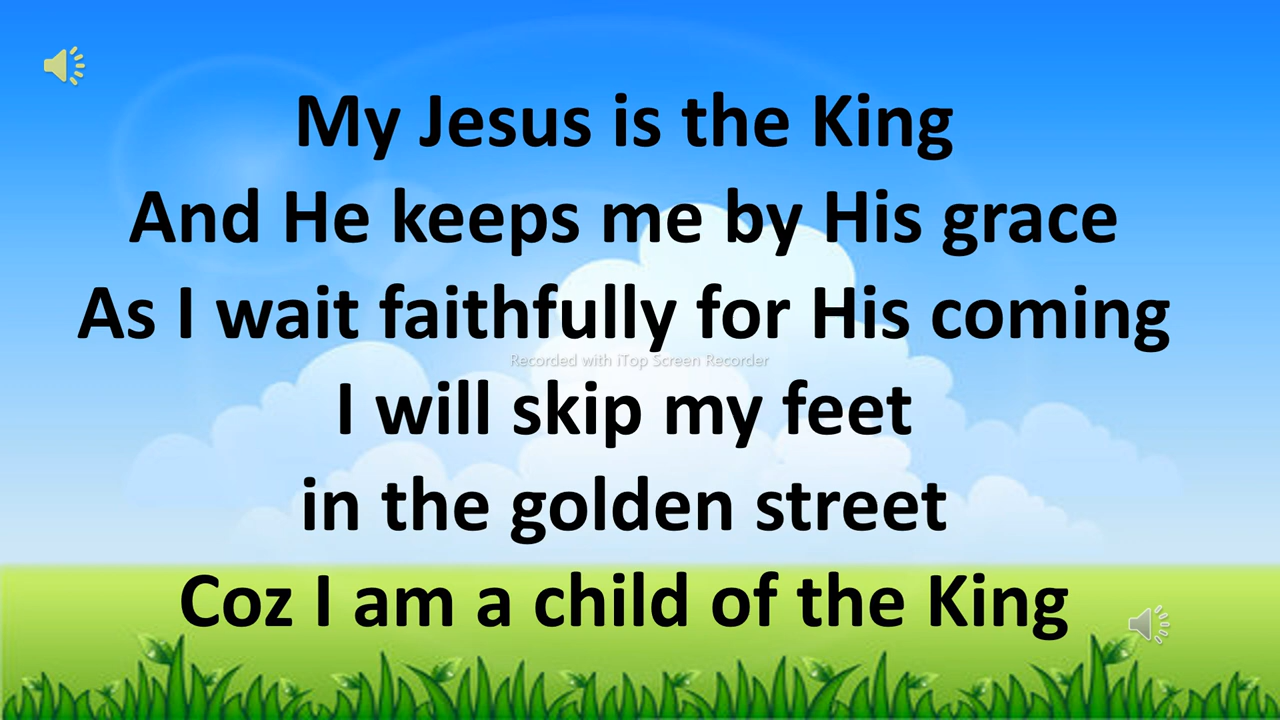 My Jesus is the King
And He keeps me by His grace
As I wait faithfully for His coming
Recorded with iTop Screen Recorder
I will skip my feet
in the golden street
Coz I am a child of the King